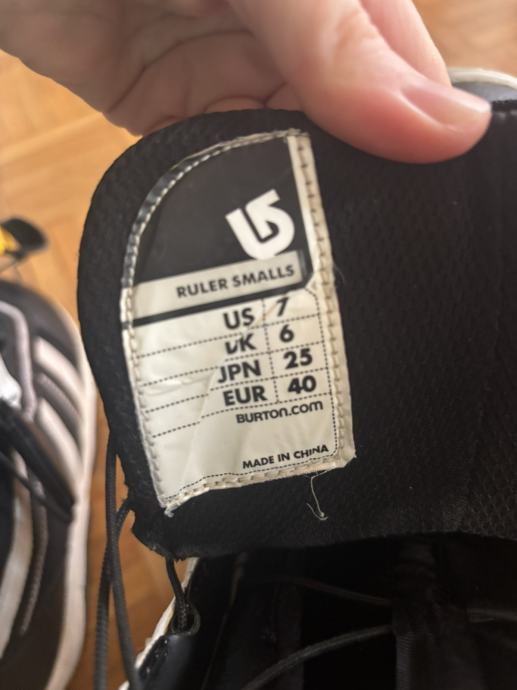 RULER SMALLS
US 7
UK 6
JPN 25
EUR 40
BURTON.COM
MADE IN CHINA